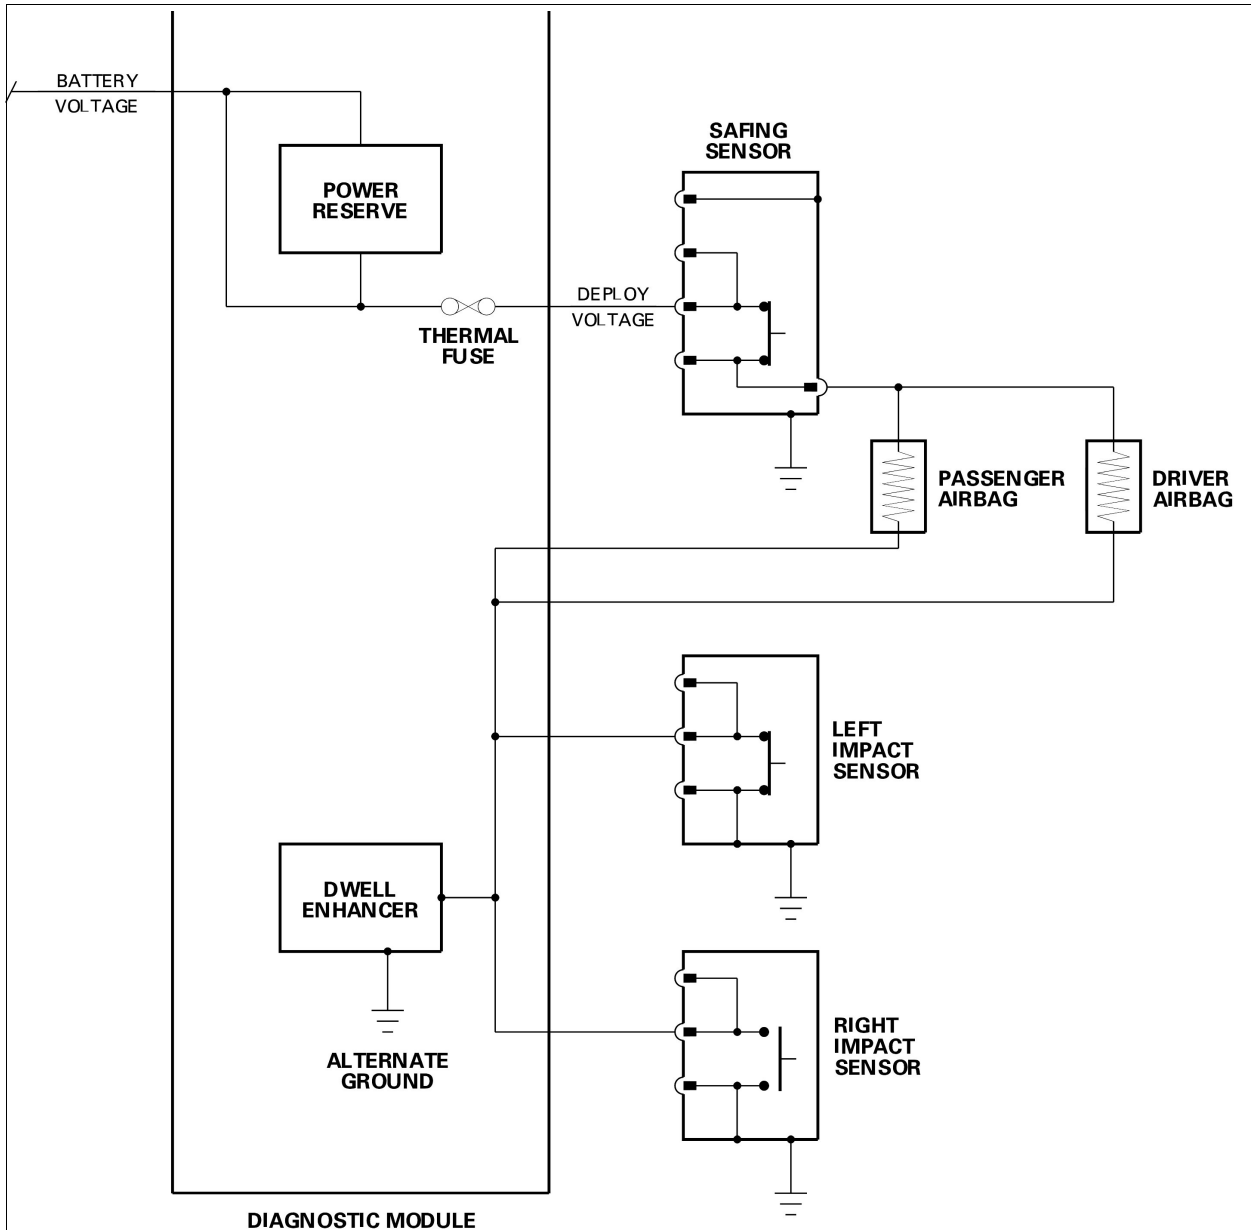 BATTERY
VOLTAGE
SAFING
SENSOR
POWER
RESERVE
DEPLOY
VOLTAGE
THERMAL
FUSE
PASSENGER
AIRBAG
DRIVER
AIRBAG
LEFT
IMPACT
SENSOR
DWELL
ENHANCER
RIGHT
IMPACT
SENSOR
ALTERNATE
GROUND
DIAGNOSTIC MODULE